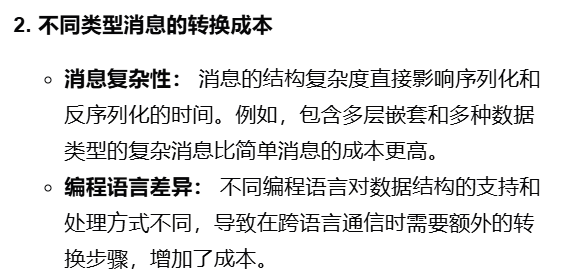 2. 不同类型消息的转换成本
消息复杂性： 消息的结构复杂度直接影响序列化和
反序列化的时间。例如，包含多层嵌套和多种数据
类型的复杂消息比简单消息的成本更高。
编程语言差异： 不同编程语言对数据结构的支持和
处理方式不同，导致在跨语言通信时需要额外的转
换步骤，增加了成本。